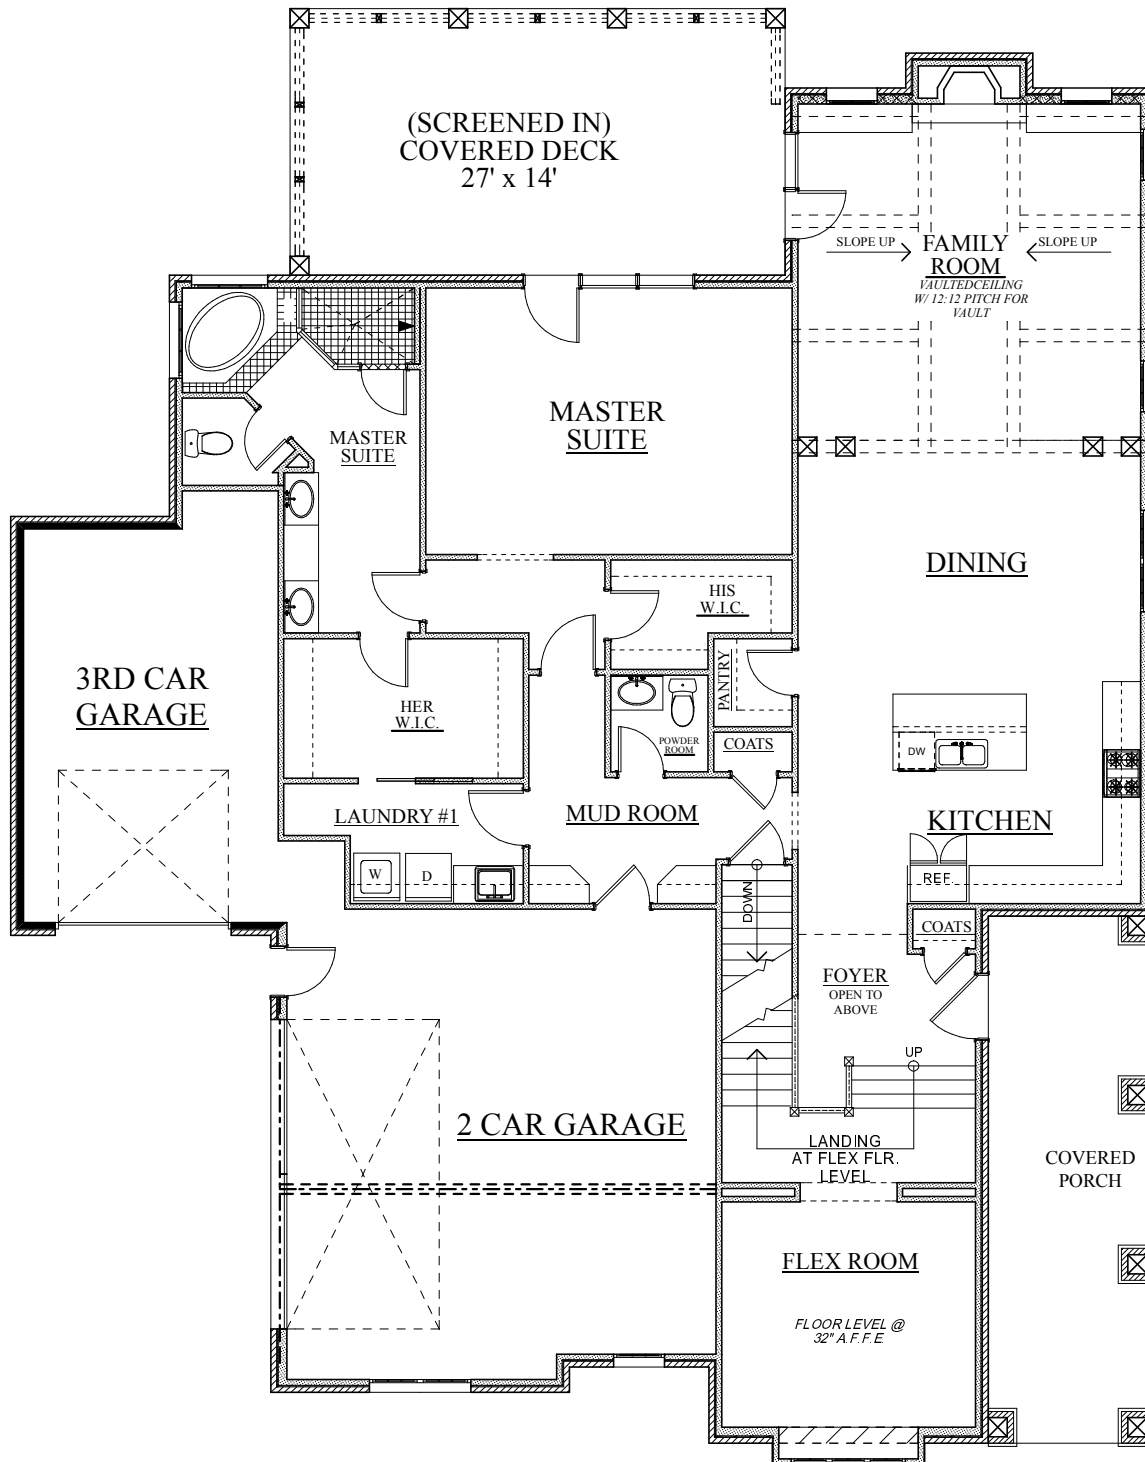 (SCREENED IN)
COVERED DECK
27' x 14'
SLOPE UP
FAMILY
ROOM
SLOPE UP
VAULTEDCEILING
W/ 12:12 PITCH FOR
VAULT
MASTER
SUITE
MASTER
SUITE
DINING
HIS
W.I.C.
3RD CAR
GARAGE
HER
W.I.C.
PANTRY
POWDER
ROOM
COATS
DW
LAUNDRY #1
MUD ROOM
KITCHEN
W
D
REF.
DOWN
COATS
FOYER
OPEN TO
ABOVE
UP
2 CAR GARAGE
LANDING
AT FLEX FLR.
LEVEL
COVERED
PORCH
FLEX ROOM
FLOOR LEVEL @
32" A.F.F.E.